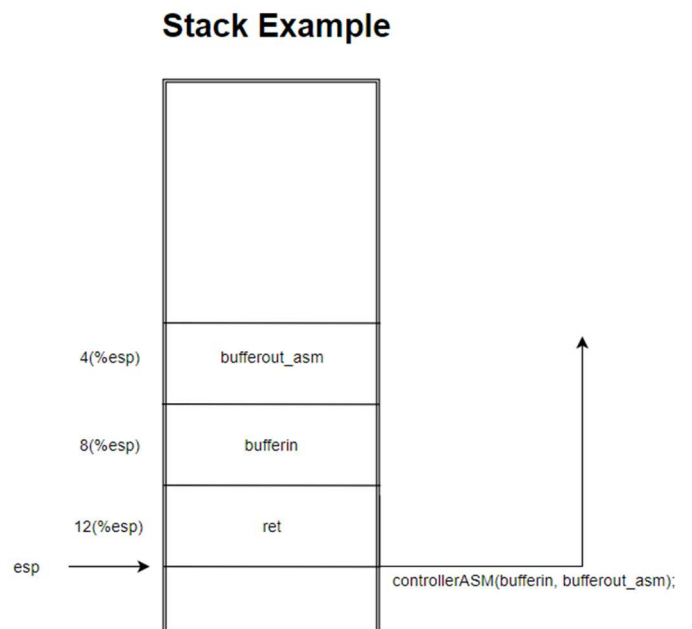 Stack Example
4(%esp)
bufferout_asm
8(%esp)
bufferin
12(%esp)
ret
esp
controllerASM(bufferin, bufferout_asm);